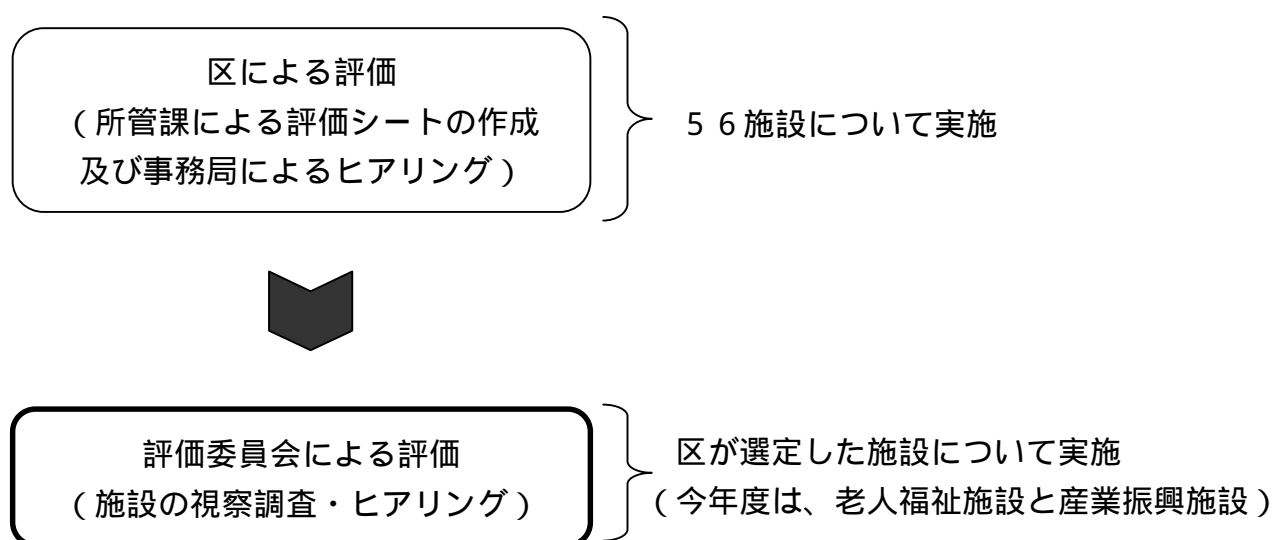 区による評価
（所管課による評価シートの作成
及び事務局によるヒアリング）
５６施設について実施
評価委員会による評価
（施設の視察調査・ヒアリング）
区が選定した施設について実施
（今年度は、老人福祉施設と産業振興施設）